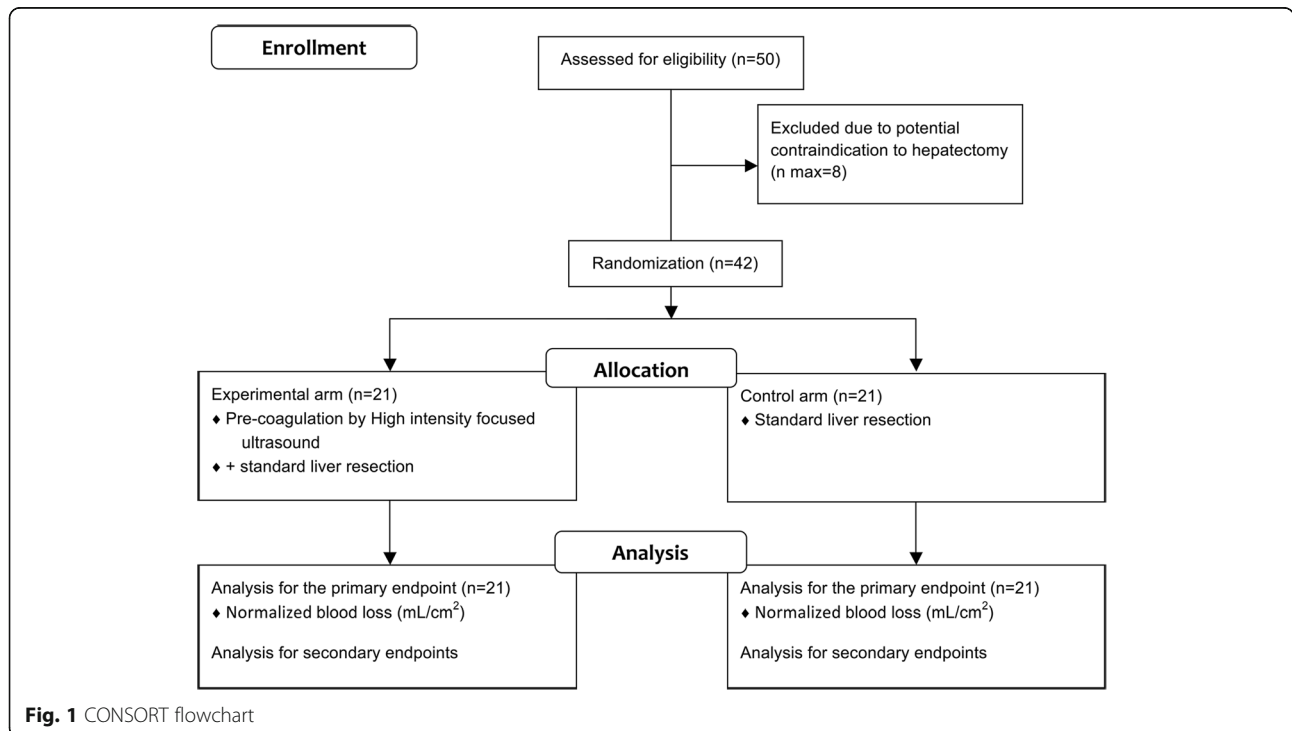 Enrollment
Assessed for eligibility (n=50)
Excluded due to potential
contraindication to hepatectomy
(n max=8)
Randomization (n=42)
Allocation
Experimental arm (n=21)
♦ Pre-coagulation by High intensity focused
ultrasound
♦ + standard liver resection
Control arm (n=21)
♦ Standard liver resection
Analysis
Analysis for the primary endpoint (n=21)
♦ Normalized blood loss (mL/cm²)
Analysis for secondary endpoints
Analysis for the primary endpoint (n=21)
♦ Normalized blood loss (mL/cm²)
Analysis for secondary endpoints
Fig. 1 CONSORT flowchart